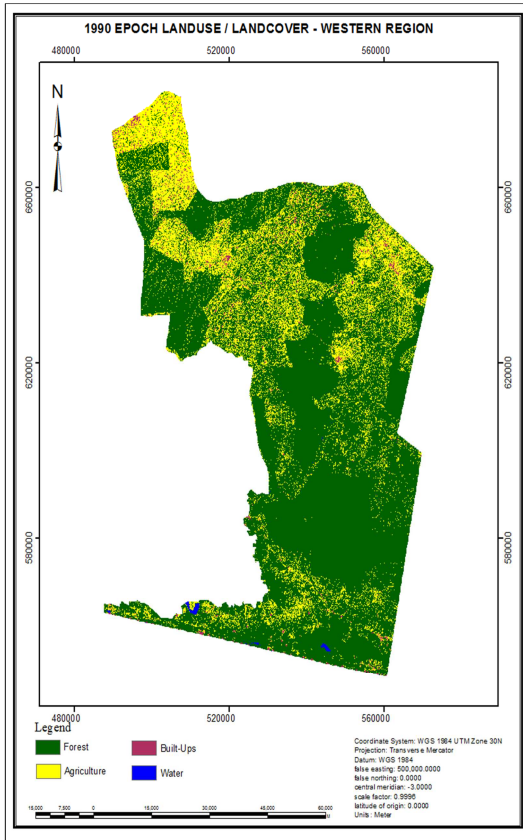 1990 EPOCH LANDUSE / LANDCOVER - WESTERN REGION
480000 520000 560000
N
660000 660000
620000 620000
580000 580000
480000 520000 560000
Legend
Forest Built-Ups
Agriculture Water
15,000 7,500 0 15,000 30,000 45,000 60,000
M
Coordinate System: WGS 1984 UTM Zone 30N
Projection: Transverse Mercator
Datum: WGS 1984
false easting: 500,000.0000
false northing: 0.0000
central meridian: -3.0000
scale factor: 0.9996
latitude of origin: 0.0000
Units: Meter